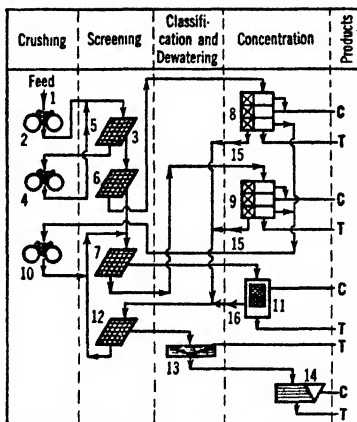 Crushing
Screening
Classifi-
cation and
Dewatering
Concentration
Products
Feed
1
2
5
3
8
C
T
4
6
15
9
C
T
15
10
7
11
C
16
T
12
13
T
14
C
T